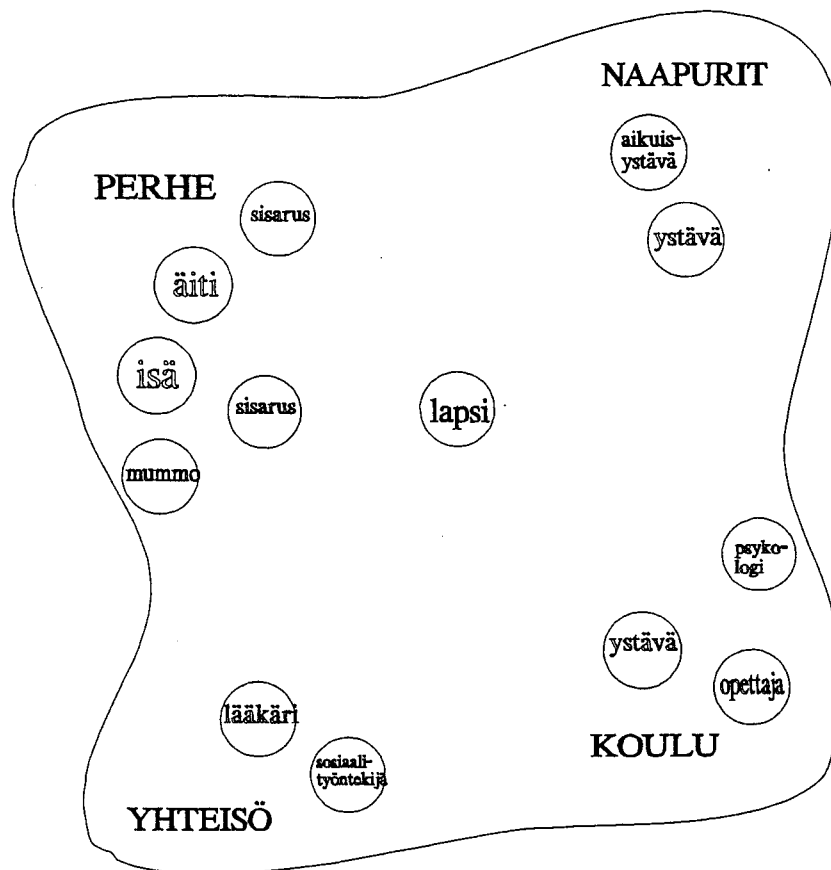 NAAPURIT
aikuis-
ystävä
ystävä
PERHE
sisarus
äiti
isä
sisarus
mummo
lapsi
psyko-
logi
ystävä
opettaja
KOULU
lääkäri
sosiaali-
työntekijä
YHTEISÖ